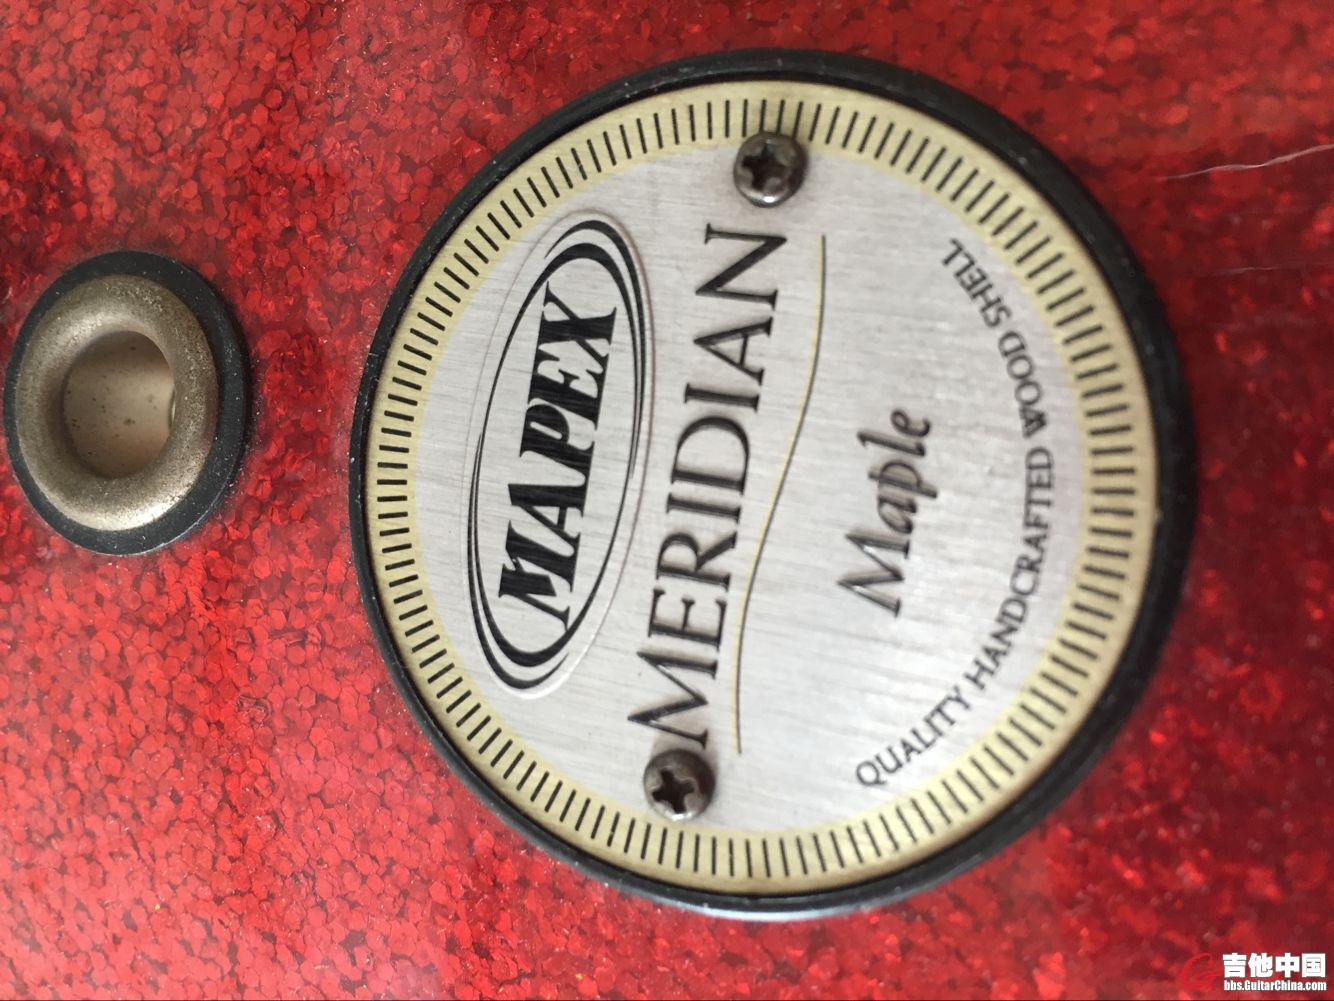 MAPEX
MERIDIAN
Maple
QUALITY HANDCRAFTED WOOD SHELL
吉他中国
bbs.GuitarChina.com